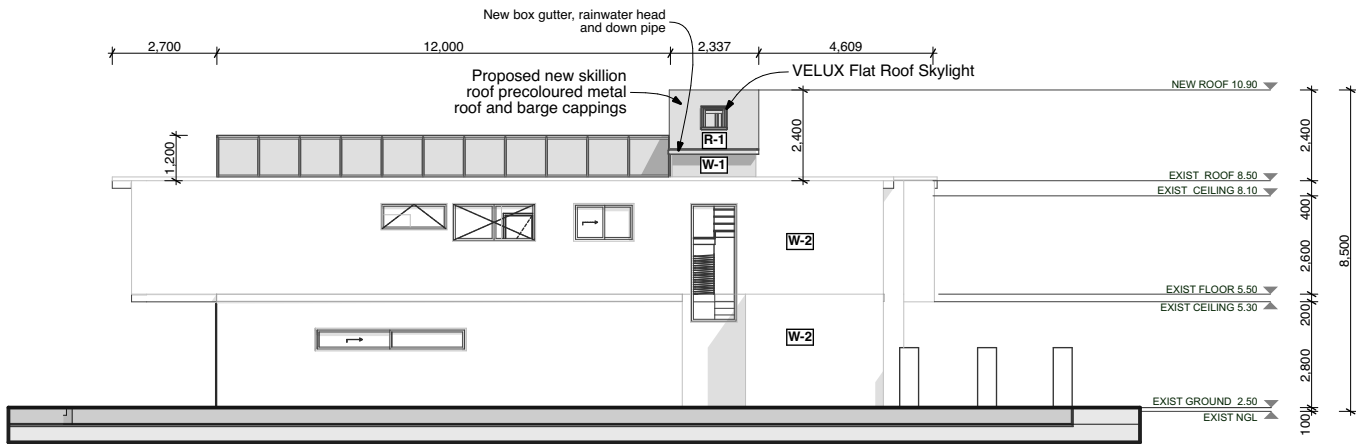 New box gutter, rainwater head
and down pipe
2,700
12,000
2,337
4,609
Proposed new skillion
roof precoloured metal
roof and barge cappings
VELUX Flat Roof Skylight
NEW ROOF 10.90
1,200
R-1
W-1
2,400
2,400
EXIST ROOF 8.50
EXIST CEILING 8.10
400
W-2
2,600
8,500
EXIST FLOOR 5.50
EXIST CEILING 5.30
200
W-2
2,800
EXIST GROUND 2.50
EXIST NGL
100